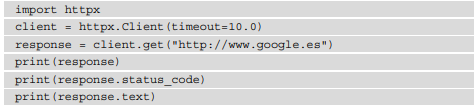 import httpx
client = httpx.Client(timeout=10.0)
response = client.get("http://www.google.es")
print(response)
print(response.status_code)
print(response.text)